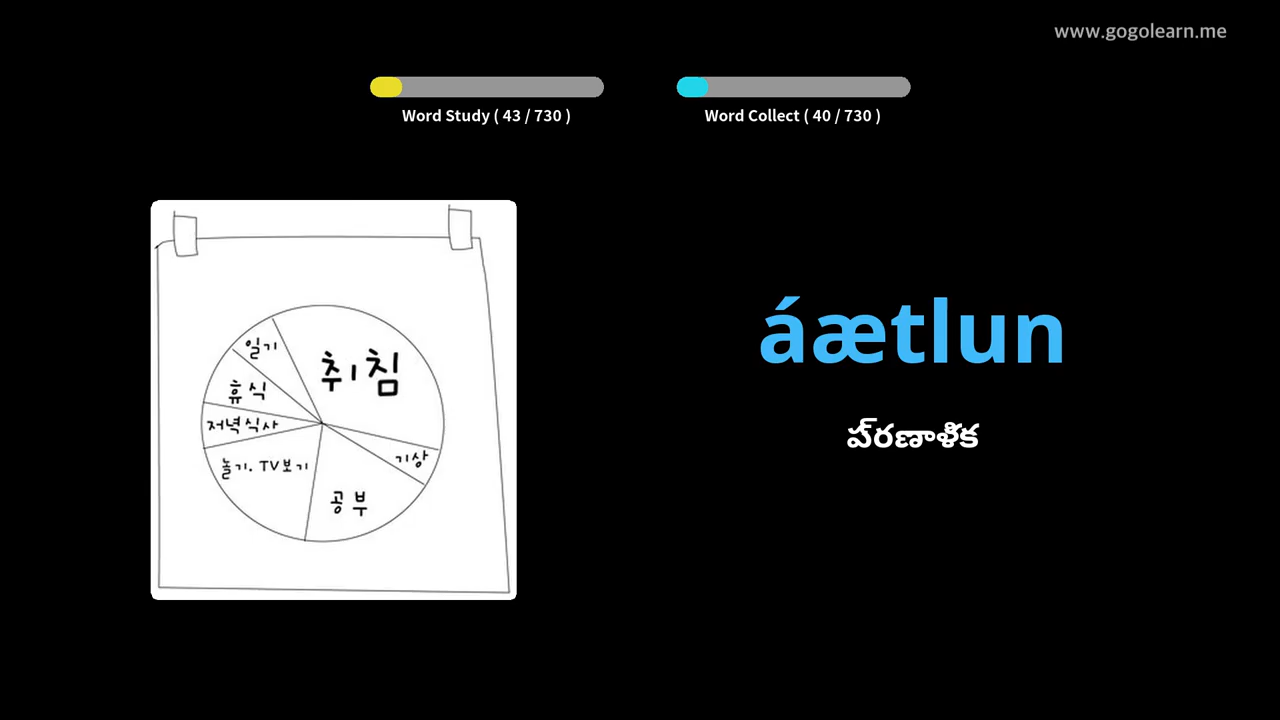 www.gogolearn.me
Word Study ( 43 / 730 )
Word Collect ( 40 / 730 )
일기
취침
휴식
저녁식사
놀기. TV보기
기상
공부
áætlun
ప్రణాళిక